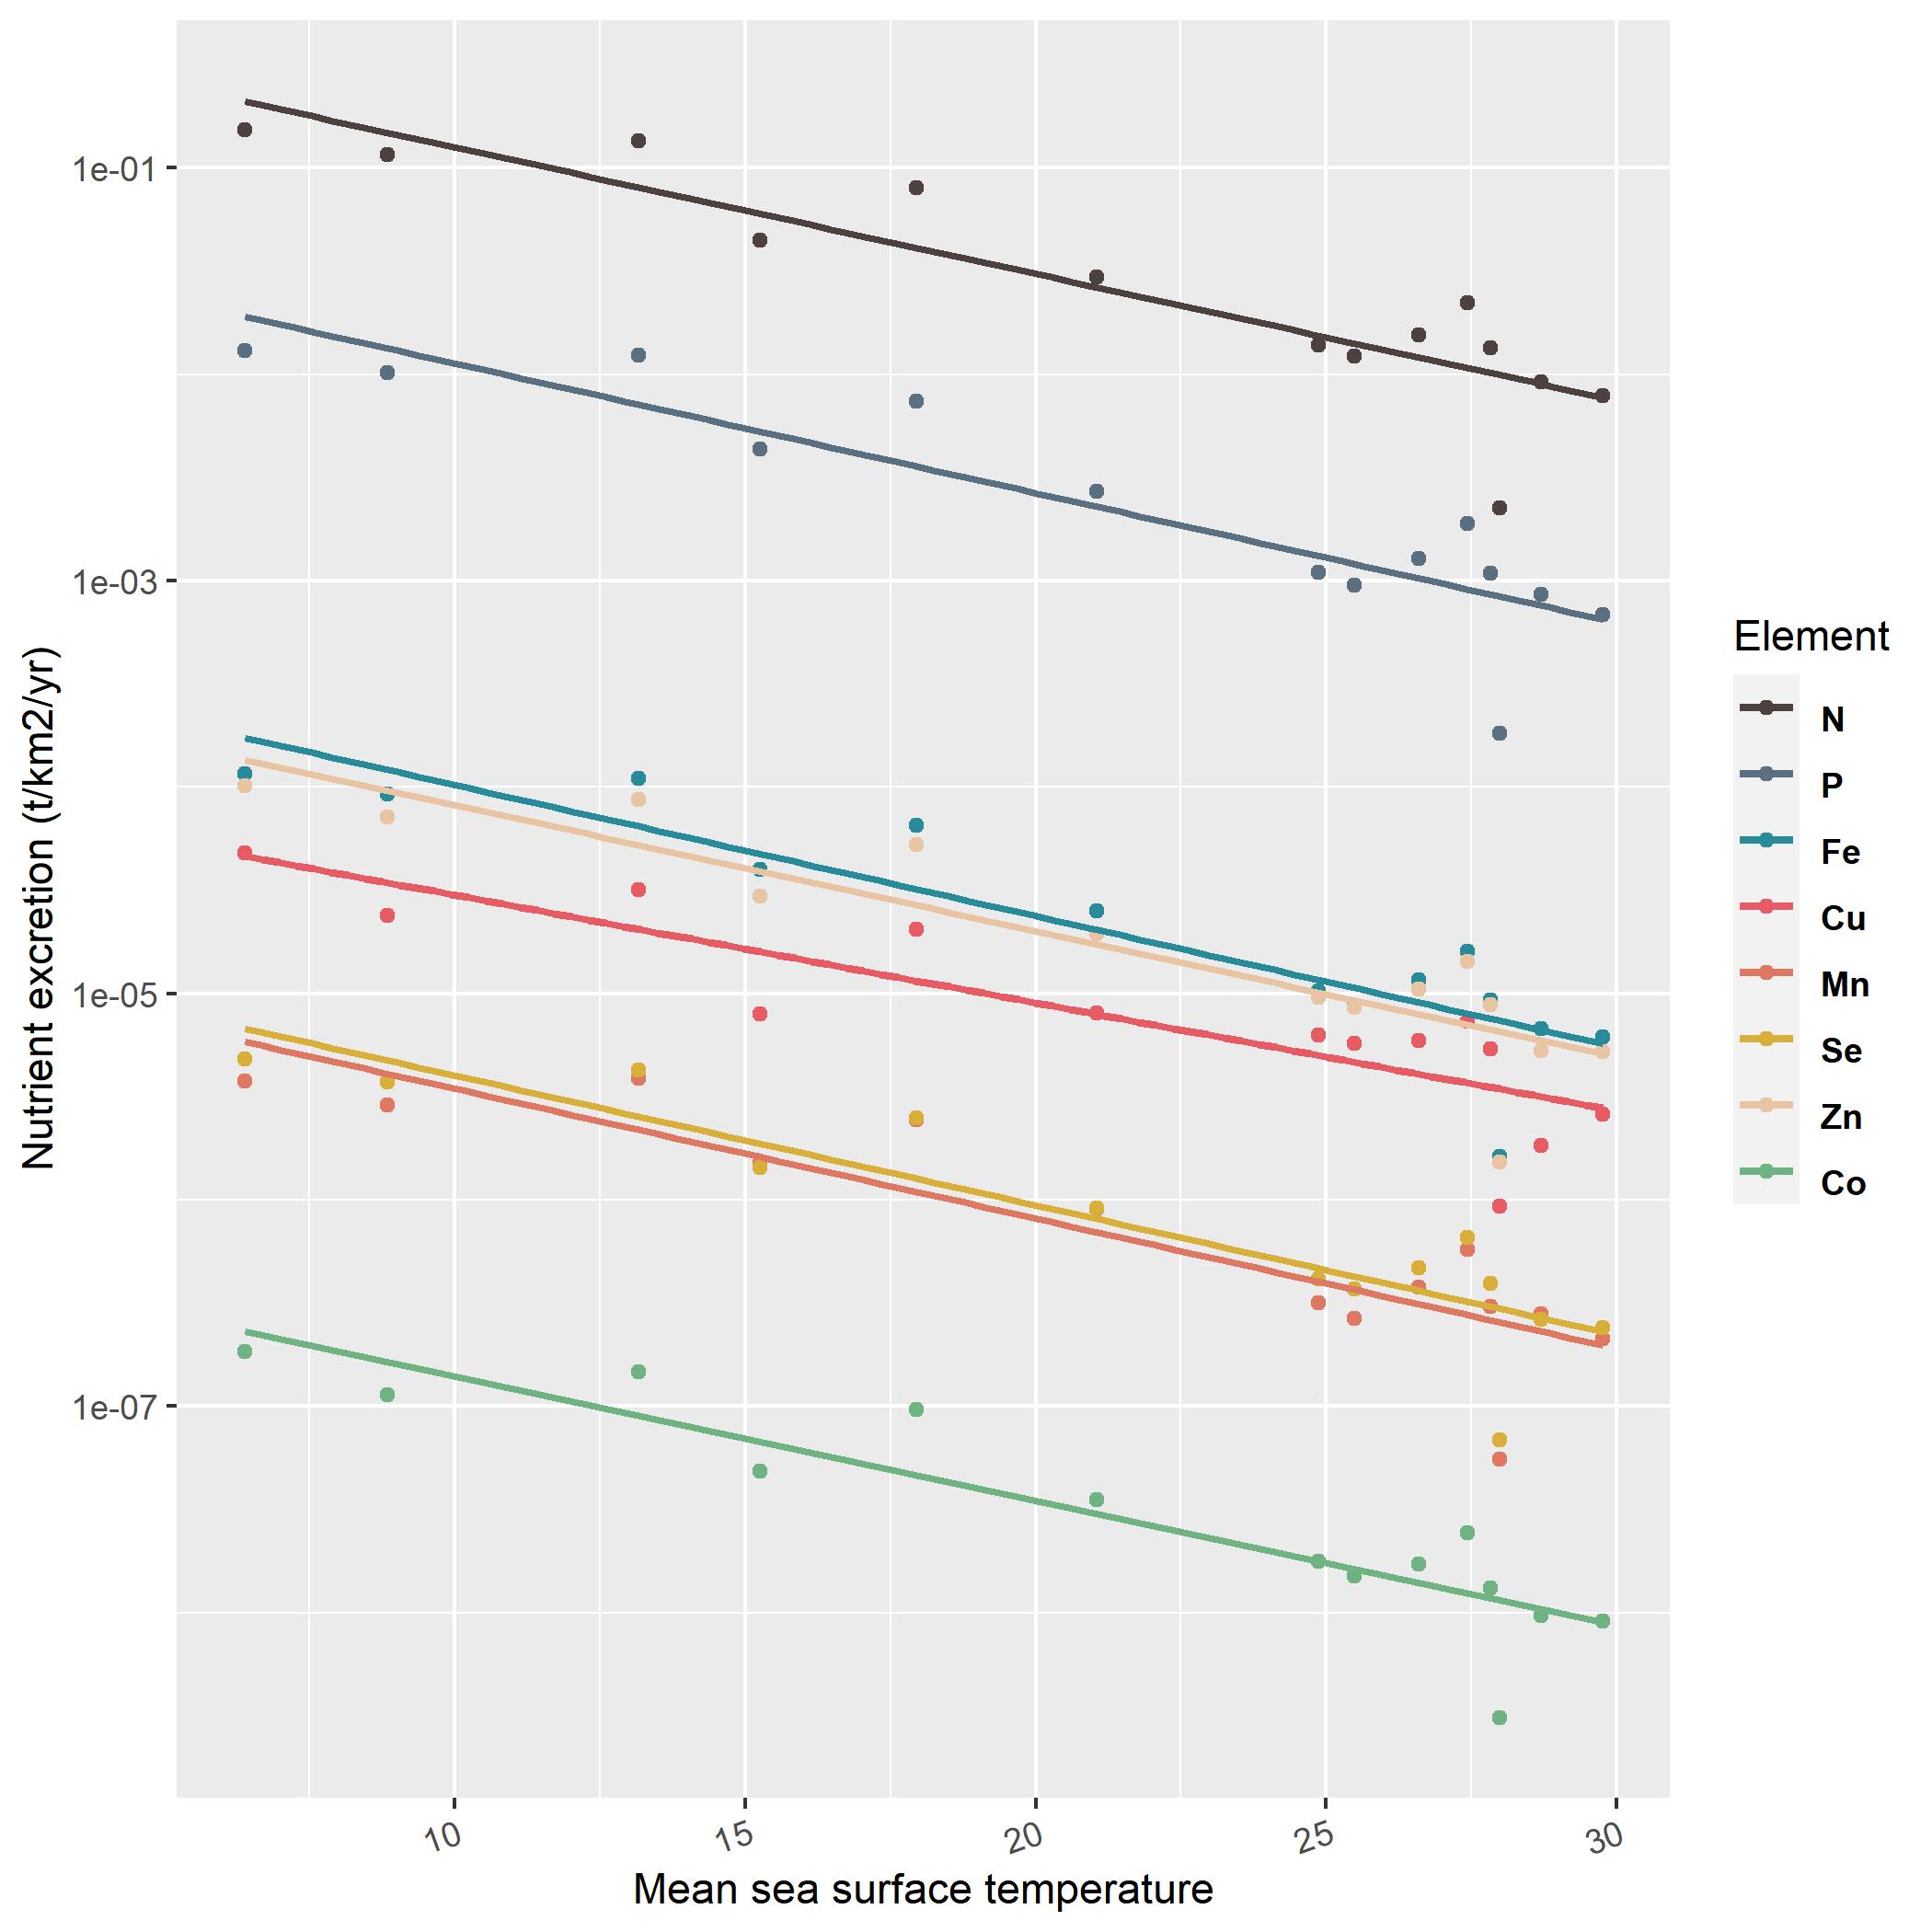 1e-01
1e-03
1e-05
1e-07
Nutrient excretion (t/km2/yr)
10
15
20
25
30
Mean sea surface temperature
Element
N
P
Fe
Cu
Mn
Se
Zn
Co